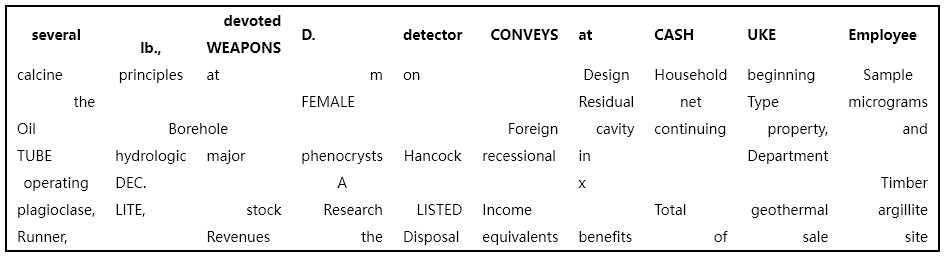 several lb., devoted WEAPONS D. detector CONVEYS at CASH UKE Employee
calcine principles at m on Design Household beginning Sample
the FEMALE Residual net Type micrograms
Oil Borehole Foreign cavity continuing property, and
TUBE hydrologic major phenocrysts Hancock recessional in Department
operating DEC. A x Timber
plagioclase, LITE, stock Research LISTED Income Total geothermal argillite
Runner, Revenues the Disposal equivalents benefits of sale site